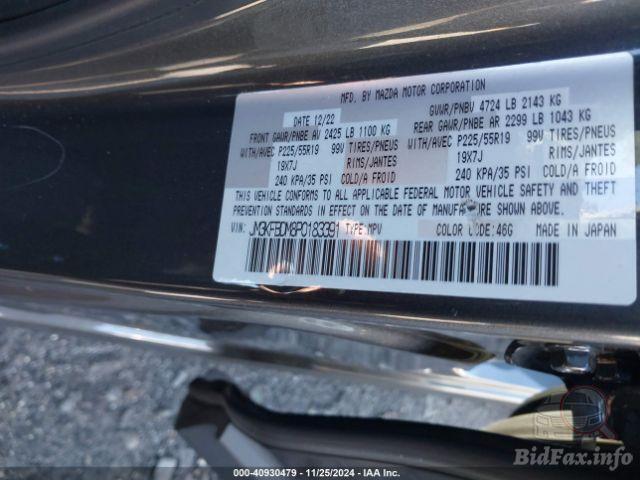 MFD. BY MAZDA MOTOR CORPORATION
DATE 12/22 GVWR/PNBV 4724 LB 2143 KG
FRONT GAWR/PNBE AV 2425 LB 1100 KG REAR GAWR/PNBE AR 2299 LB 1043 KG
WITH/AVEC P225/55R19 99V TIRES/PNEUS WITH/AVEC P225/55R19 99V TIRES/PNEUS
19X7J RIMS/JANTES 19X7J RIMS/JANTES
240 KPA/35 PSI COLD/A FROID 240 KPA/35 PSI COLD/A FROID
THIS VEHICLE CONFORMS TO ALL APPLICABLE FEDERAL MOTOR VEHICLE SAFETY AND THEFT
PREVENTION STANDARDS IN EFFECT ON THE DATE OF MANUFACTURE SHOWN ABOVE.
VIN: JM3KFBDM8P0183391 TYPE:MPV COLOR CODE:46G MADE IN JAPAN
000-40930479 - 11/25/2024 - IAA Inc.
BidFax.info